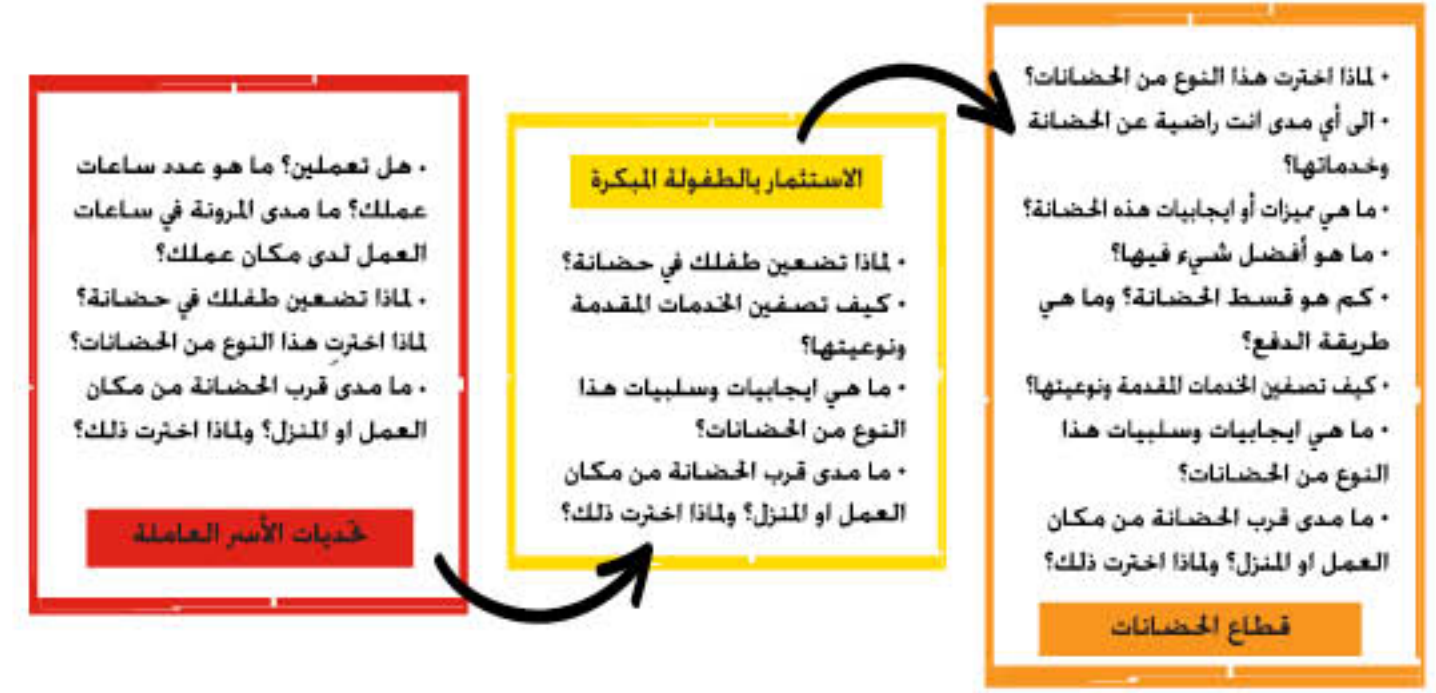 • هل تعملين؟ ما هو عدد ساعات
عملك؟ ما مدى المرونة في ساعات
العمل لدى مكان عملك؟
• لماذا تضعين طفلك في حضانة؟
لماذا اخترتِ هذا النوع من الحضانات؟
• ما مدى قرب الحضانة من مكان
العمل او المنزل؟ ولماذا اخترت ذلك؟
تحديات الأسر العاملة
الاستثمار بالطفولة المبكرة
• لماذا تضعين طفلك في حضانة؟
• كيف تصفين الخدمات المقدمة
ونوعيتها؟
• ما هي ايجابيات وسلبيات هذا
النوع من الحضانات؟
• ما مدى قرب الحضانة من مكان
العمل او المنزل؟ ولماذا اخترت ذلك؟
• لماذا اخترت هذا النوع من الحضانات؟
• الى أي مدى انت راضية عن الحضانة
وخدماتها؟
• ما هي ميزات أو ايجابيات هذه الحضانة؟
• ما هو أفضل شيء فيها؟
• كم هو قسط الحضانة؟ وما هي
طريقة الدفع؟
• كيف تصفين الخدمات المقدمة ونوعيتها؟
• ما هي ايجابيات وسلبيات هذا
النوع من الحضانات؟
• ما مدى قرب الحضانة من مكان
العمل او المنزل؟ ولماذا اخترت ذلك؟
قطاع الحضانات